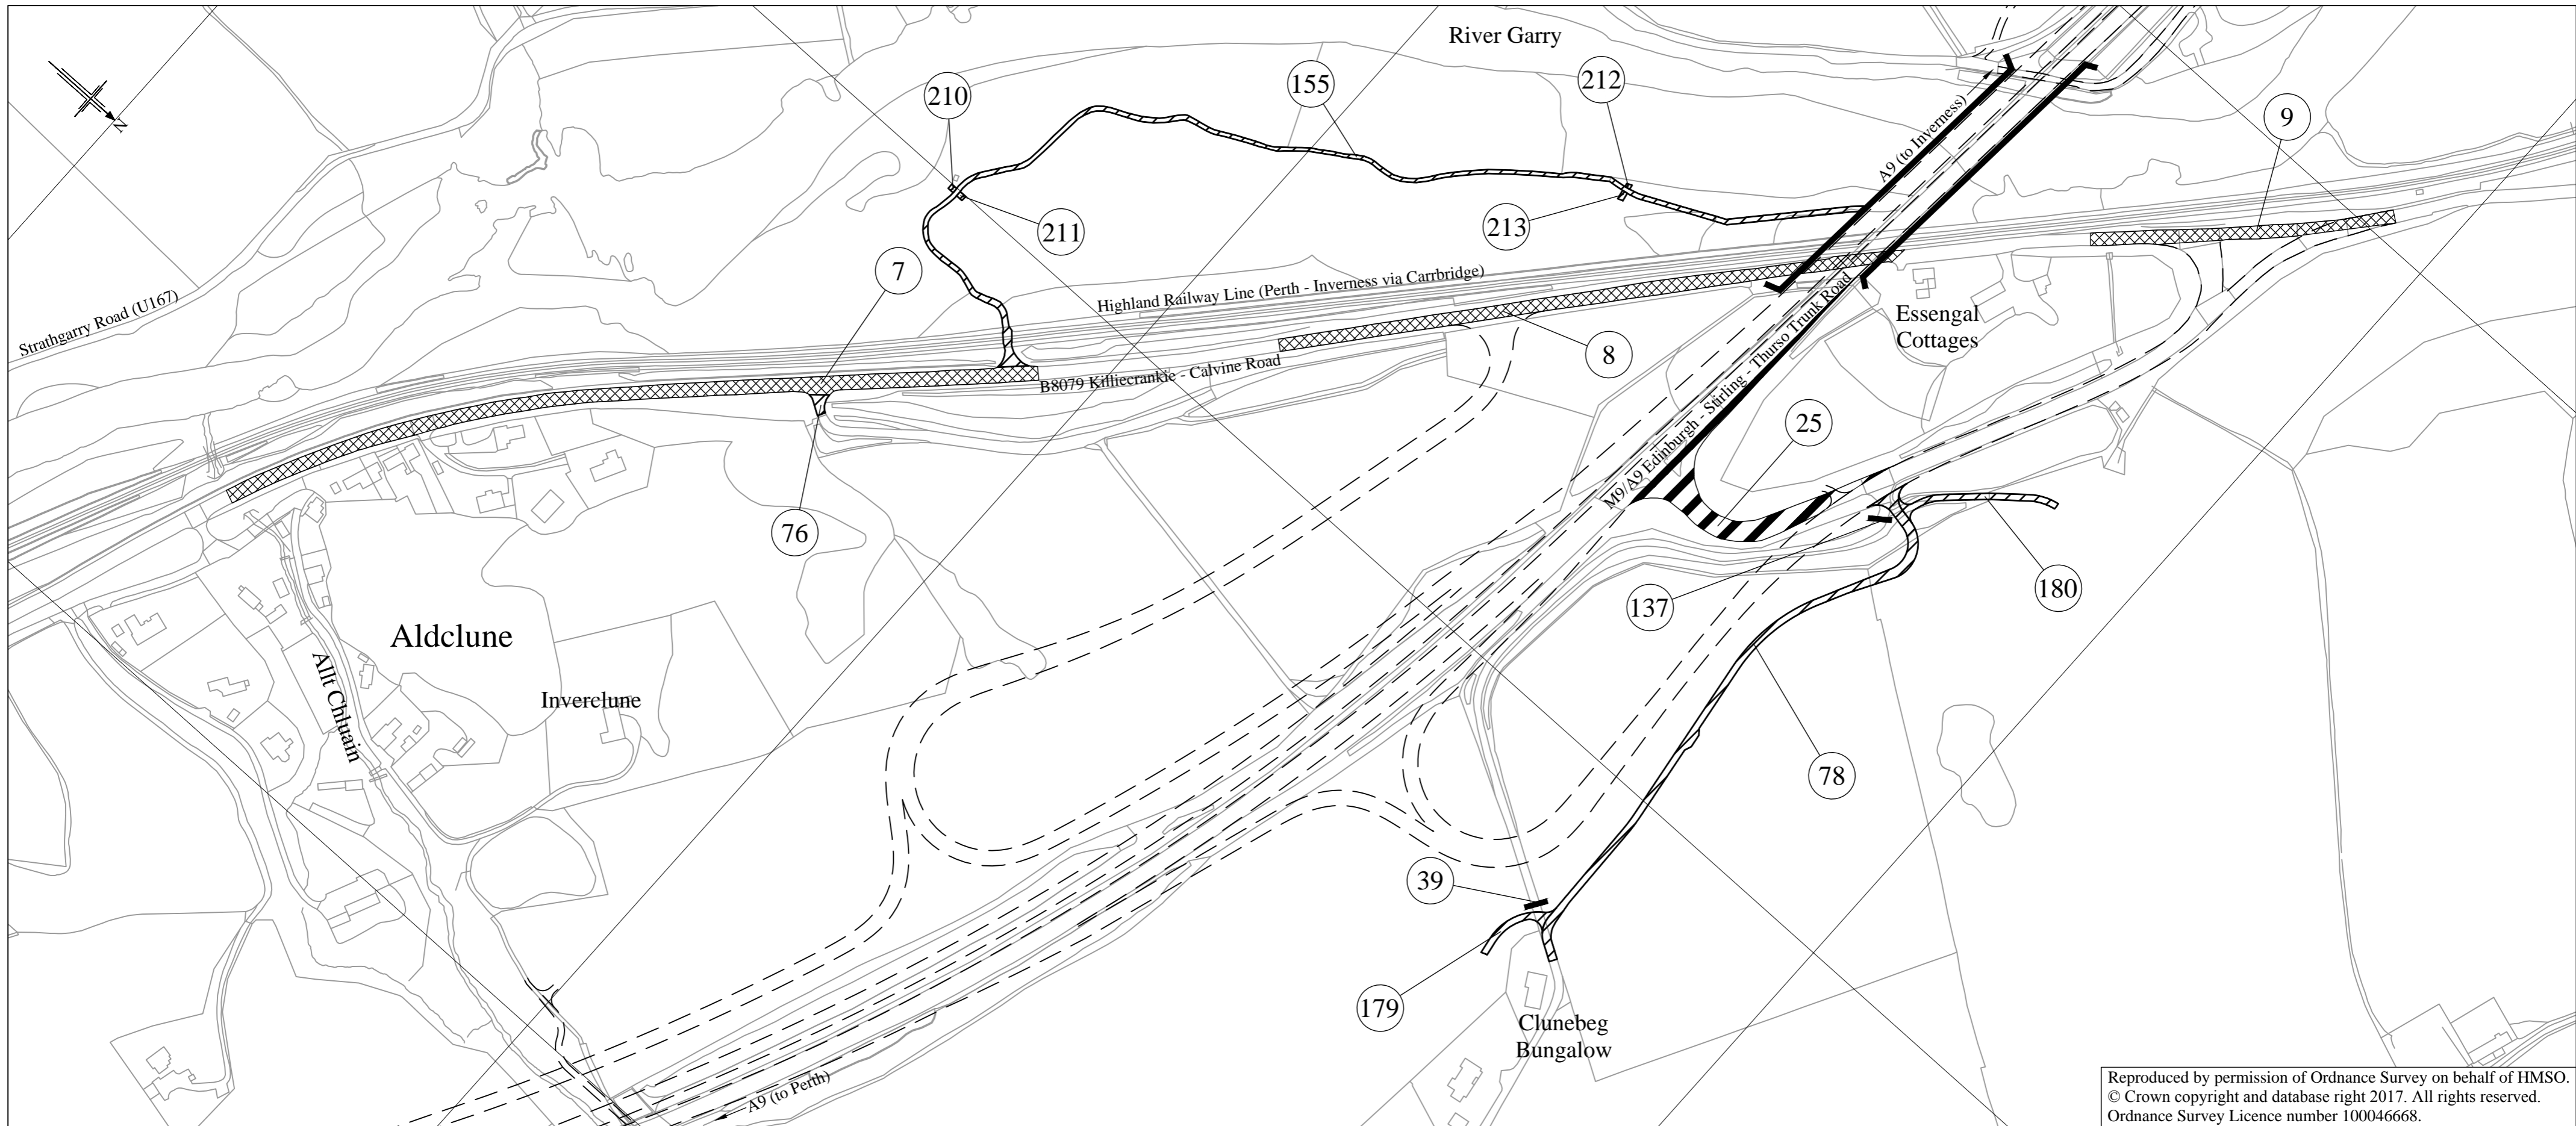 River Garry
210
155
212
9
A9 (to Inverness)
N
211
213
7
Highland Railway Line (Perth - Inverness via Carrbridge)
Strathgarry Road (U167)
Essengal
Cottages
8
B8079 Killiecrankie - Calvine Road
M9/A9 Edinburgh - Stirling - Thurso Trunk Road
25
76
180
137
Aldclune
Allt Chluain
Inverclune
78
39
179
Clunebeg
Bungalow
A9 (to Perth)
Reproduced by permission of Ordnance Survey on behalf of HMSO.
© Crown copyright and database right 2017. All rights reserved.
Ordnance Survey Licence number 100046668.